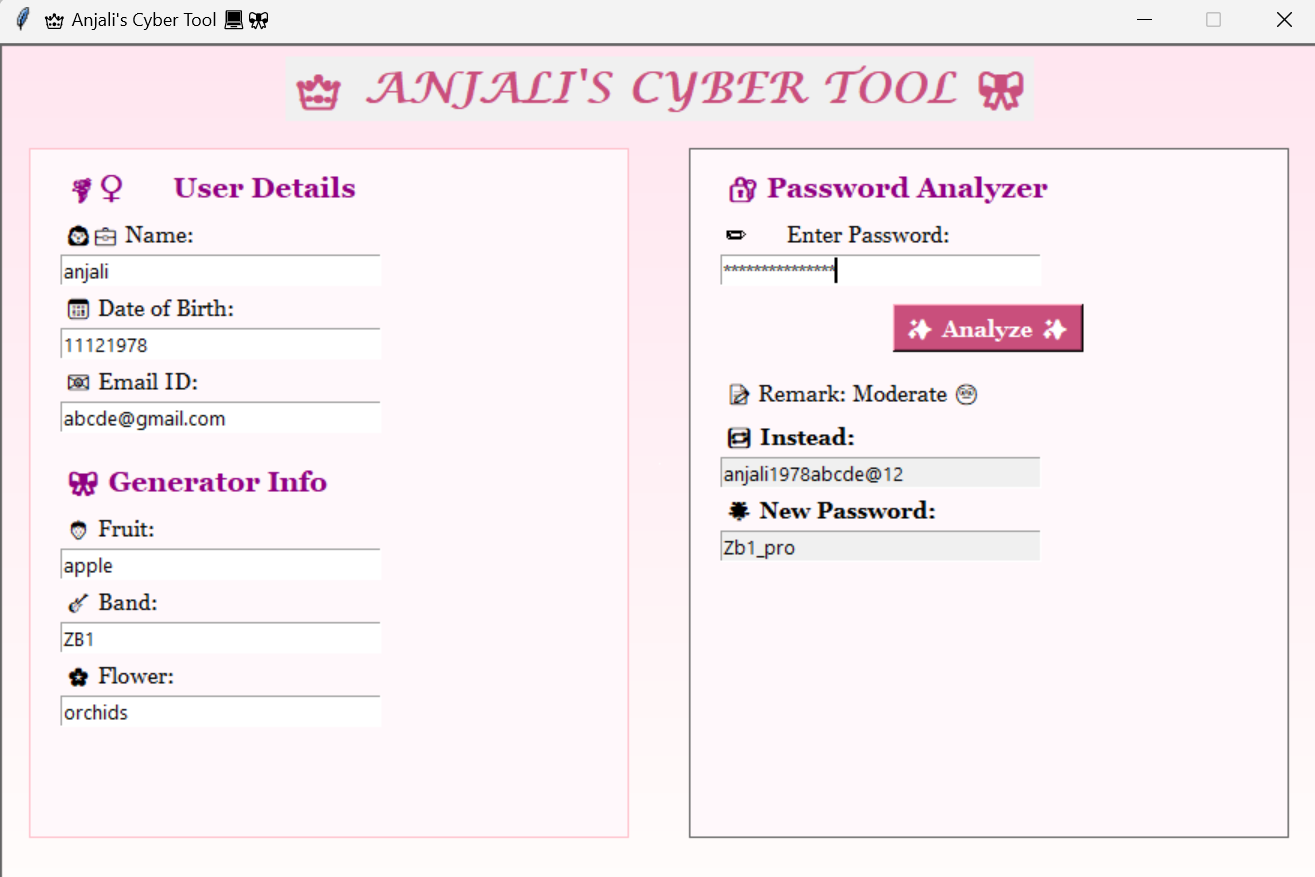 Anjali's Cyber Tool
ANJALI'S CYBER TOOL
User Details
Name:
anjali
Date of Birth:
11121978
Email ID:
abcde@gmail.com
Generator Info
Fruit:
apple
Band:
ZB1
Flower:
orchids
Password Analyzer
Enter Password:
***************
Analyze
Remark: Moderate
Instead:
anjali1978abcde@12
New Password:
Zb1_pro